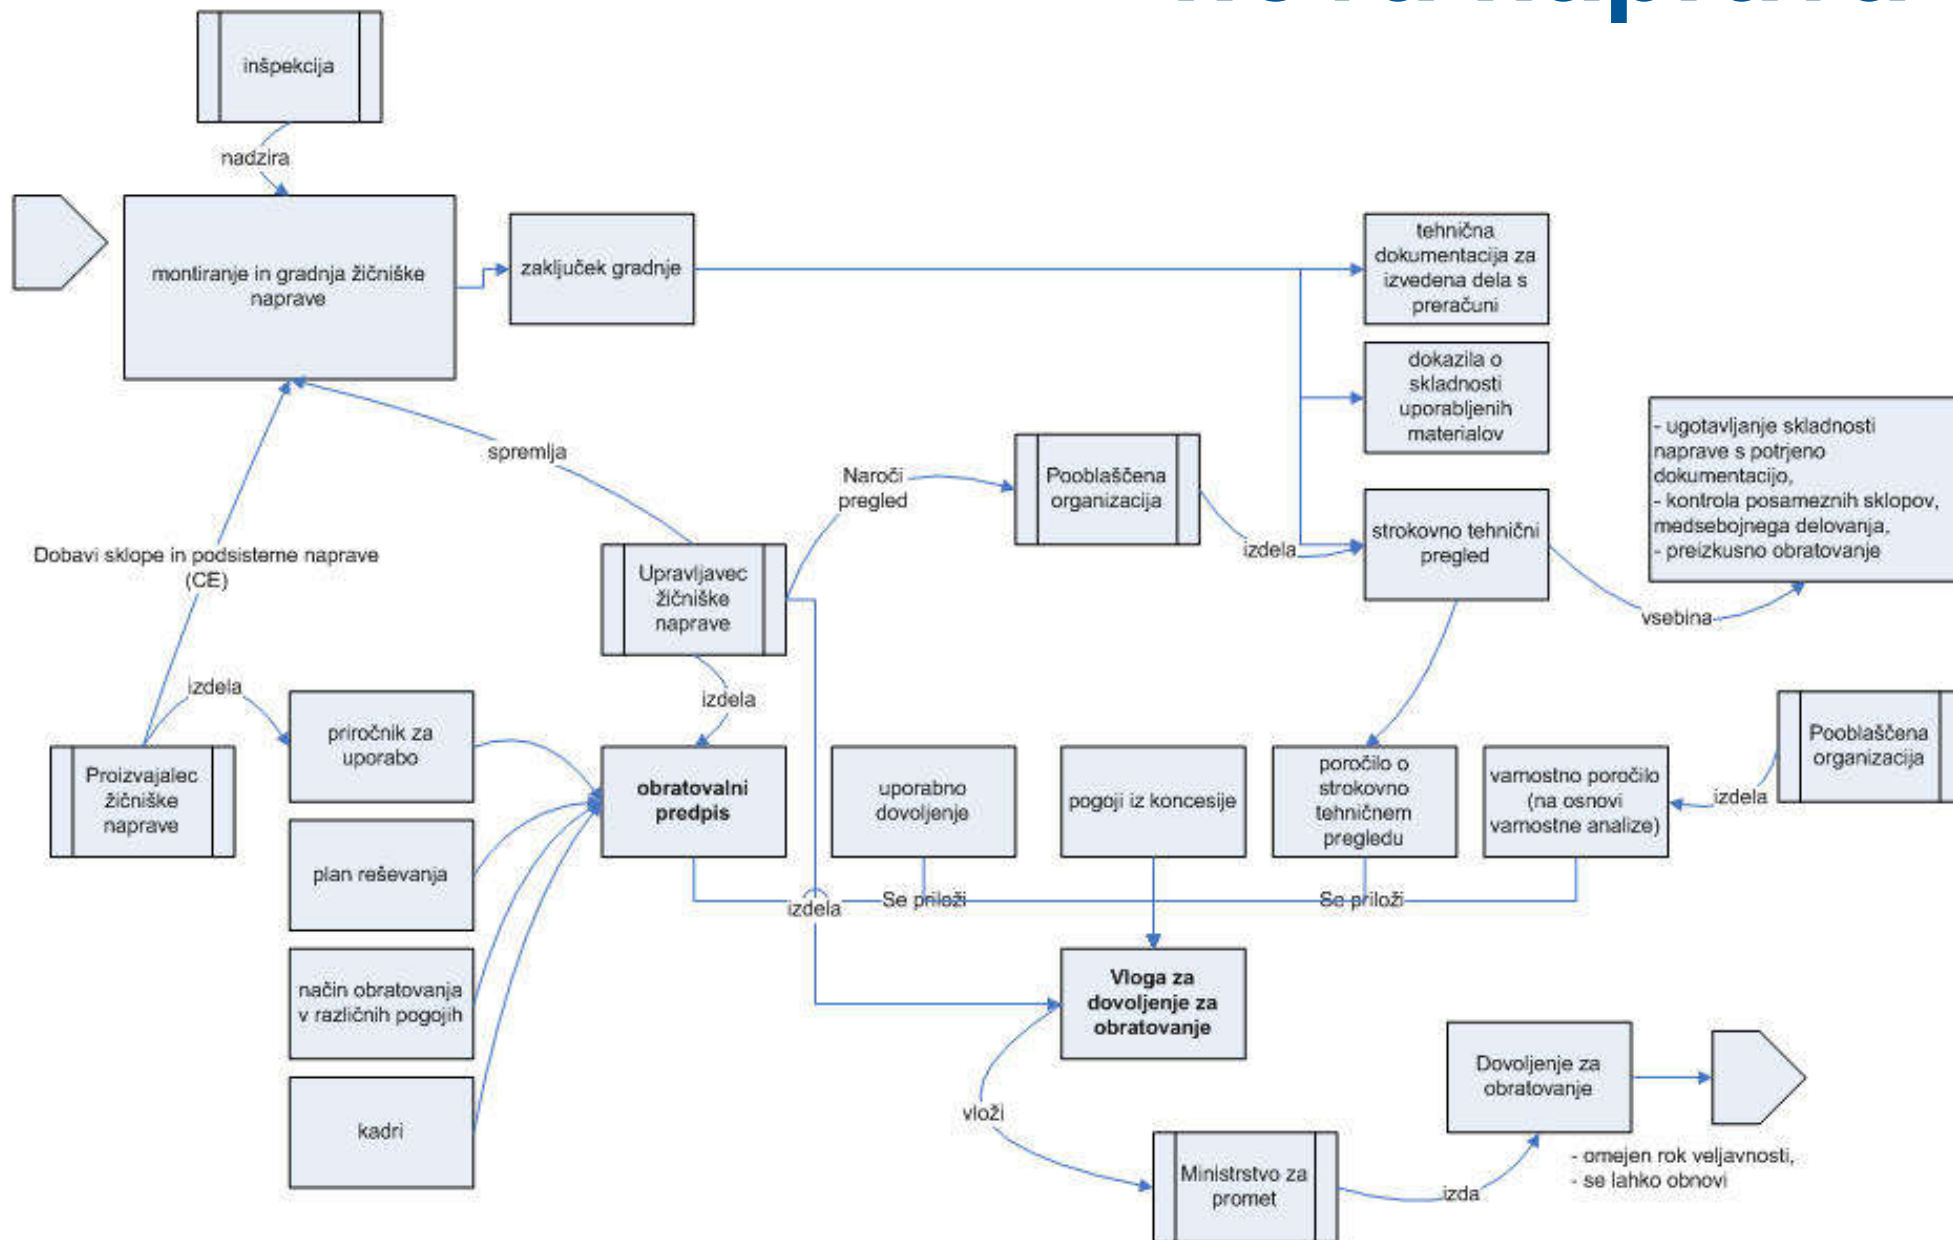 inšpekcija
nadzira
montiranje in gradnja žičniške
naprave
zaključek gradnje
tehnična
dokumentacija za
izvedena dela s
preračuni
dokazila o
skladnosti
uporabljenih
materialov
- ugotavljanje skladnosti
naprave s potrjeno
dokumentacijo,
- kontrola posameznih sklopov,
medsebojnega delovanja,
- preizkusno obratovanje
spremlja
Naroči
pregled
Pooblaščena
organizacija
izdela
strokovno tehnični
pregled
vsebina
Dobavi sklope in podsisteme naprave
(CE)
Upravljavec
žičniške
naprave
izdela
izdela
Proizvajalec
žičniške
naprave
priročnik za
uporabo
plan reševanja
način obratovanja
v različnih pogojih
kadri
obratovalni
predpis
uporabno
dovoljenje
pogoji iz koncesije
poročilo o
strokovno
tehničnem
pregledu
varnostno poročilo
(na osnovi
varnostne analize)
izdela
Pooblaščena
organizacija
izdela
Se priloži
Se priloži
Vloga za
dovoljenje za
obratovanje
vloži
Ministrstvo za
promet
izda
Dovoljenje za
obratovanje
- omejen rok veljavnosti,
- se lahko obnovi